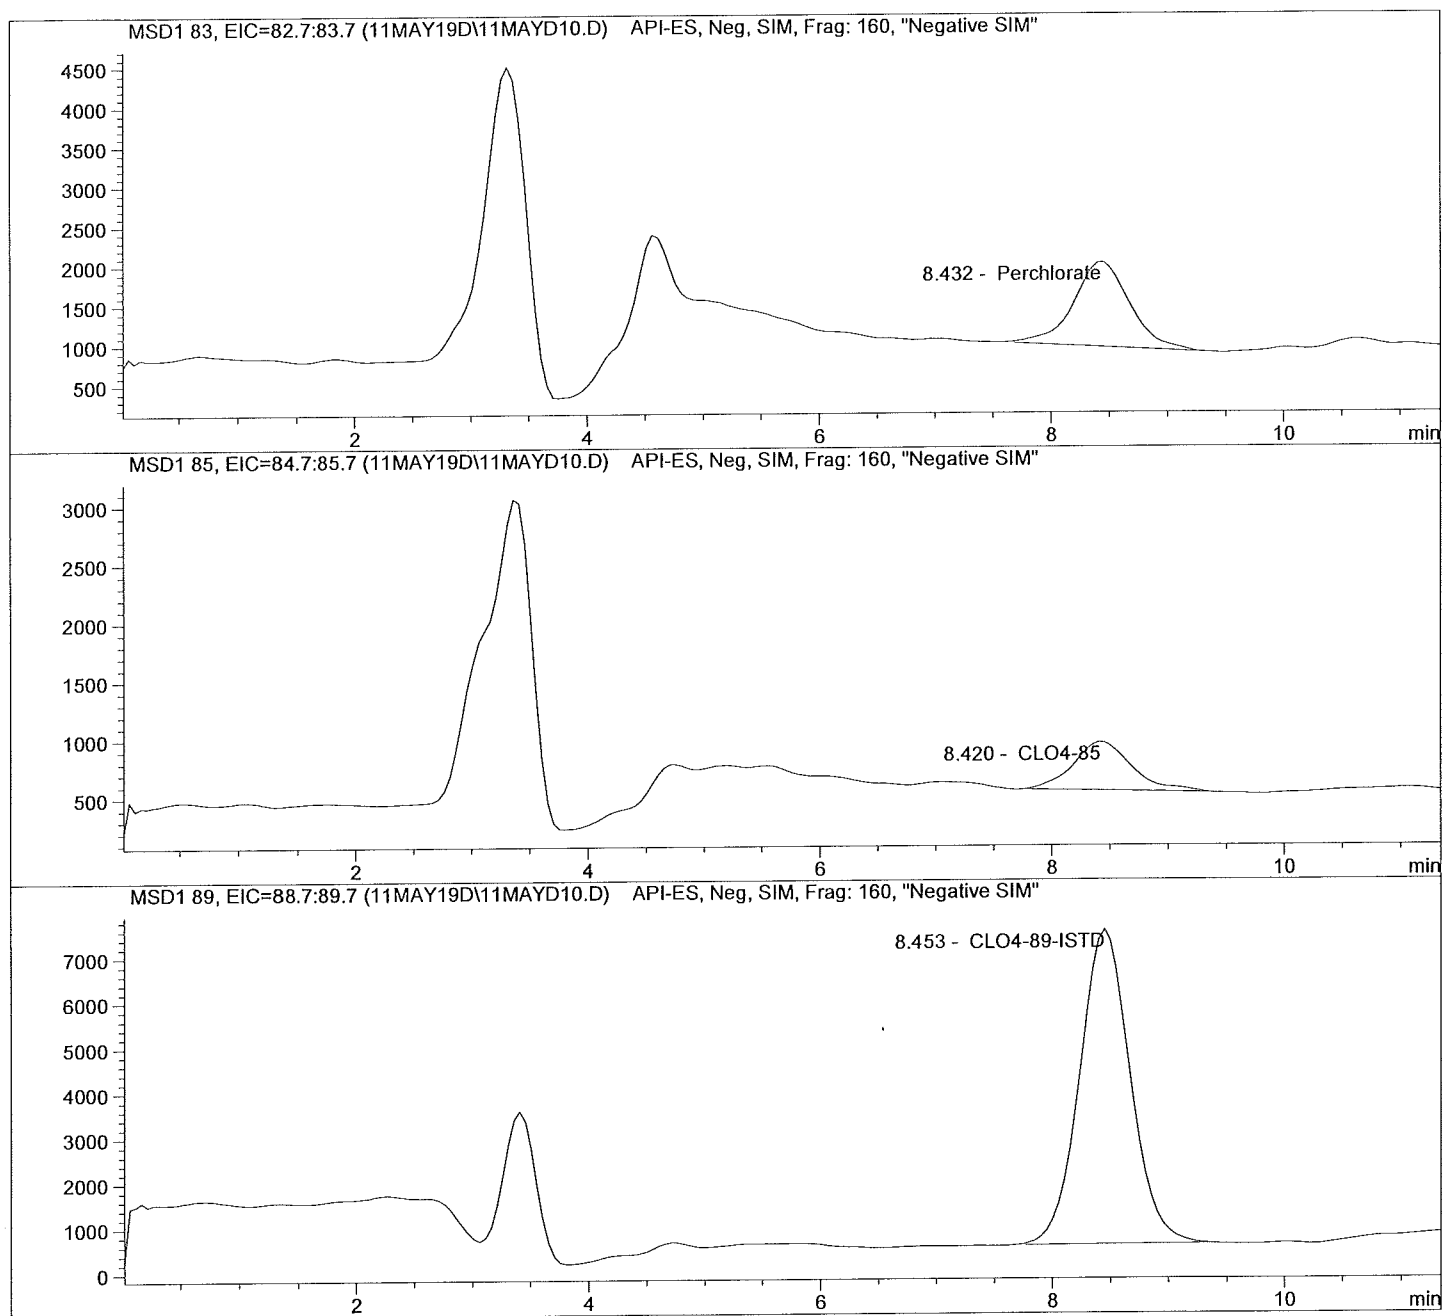 MSD1 83, EIC=82.7:83.7 (11MAY19D\11MAYD10.D) API-ES, Neg, SIM, Frag: 160, "Negative SIM"
4500
4000
3500
3000
2500
2000
1500
1000
500
8.432 - Perchlorate
2 4 6 8 10 min
MSD1 85, EIC=84.7:85.7 (11MAY19D\11MAYD10.D) API-ES, Neg, SIM, Frag: 160, "Negative SIM"
3000
2500
2000
1500
1000
500
8.420 - CLO4-85
2 4 6 8 10 min
MSD1 89, EIC=88.7:89.7 (11MAY19D\11MAYD10.D) API-ES, Neg, SIM, Frag: 160, "Negative SIM"
8.453 - CLO4-89-ISTD
7000
6000
5000
4000
3000
2000
1000
0
2 4 6 8 10 min